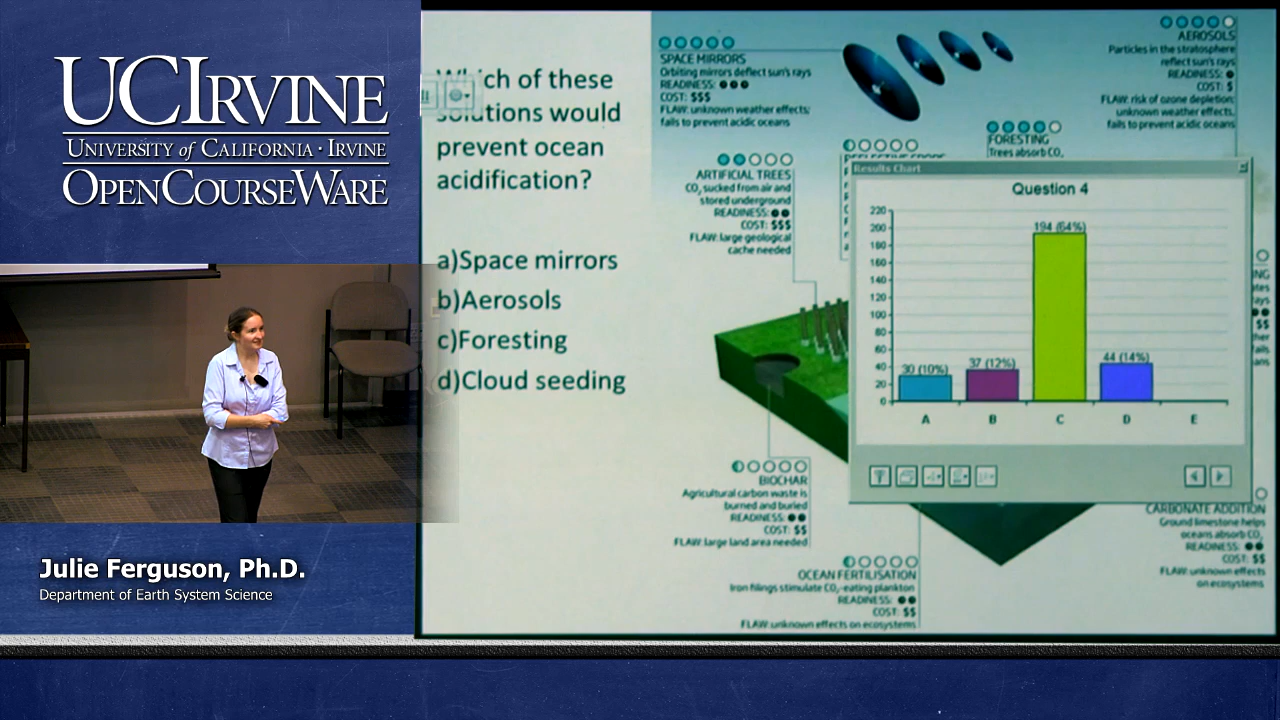 UCIRVINE
UNIVERSITY of CALIFORNIA · IRVINE
OPENCOURSEWARE
Julie Ferguson, Ph.D.
Department of Earth System Science
Which of these
solutions would
prevent ocean
acidification?
a)Space mirrors
b)Aerosols
c)Foresting
d)Cloud seeding
SPACE MIRRORS
Orbiting mirrors deflect sun's rays
READINESS:
COST: $$$
FLAW: unknown weather effects;
fails to prevent acidic oceans
AEROSOLS
Particles in the stratosphere
reflect sun's rays
READINESS:
COST: $
FLAW: risk of ozone depletion;
unknown weather effects,
fails to prevent acidic oceans
FORESTING
Trees absorb CO₂
ARTIFICIAL TREES
CO₂ sucked from air and
stored underground
READINESS:
COST: $$$
FLAW: large geological
cache needed
Results Chart
Question 4
220
200
180
160
140
120
100
80
60
40
20
0
30 (10%)
37 (12%)
194 (64%)
44 (14%)
A
B
C
D
E
BIOCHAR
Agricultural carbon waste is
burned and buried
READINESS:
COST: $$
FLAW: large land area needed
OCEAN FERTILISATION
Iron filings stimulate CO₂-eating plankton
READINESS:
COST: $$
FLAW: unknown effects on ecosystems
CARBONATE ADDITION
Ground limestone helps
oceans absorb CO₂
READINESS:
COST: $$
FLAW: unknown effects
on ecosystems